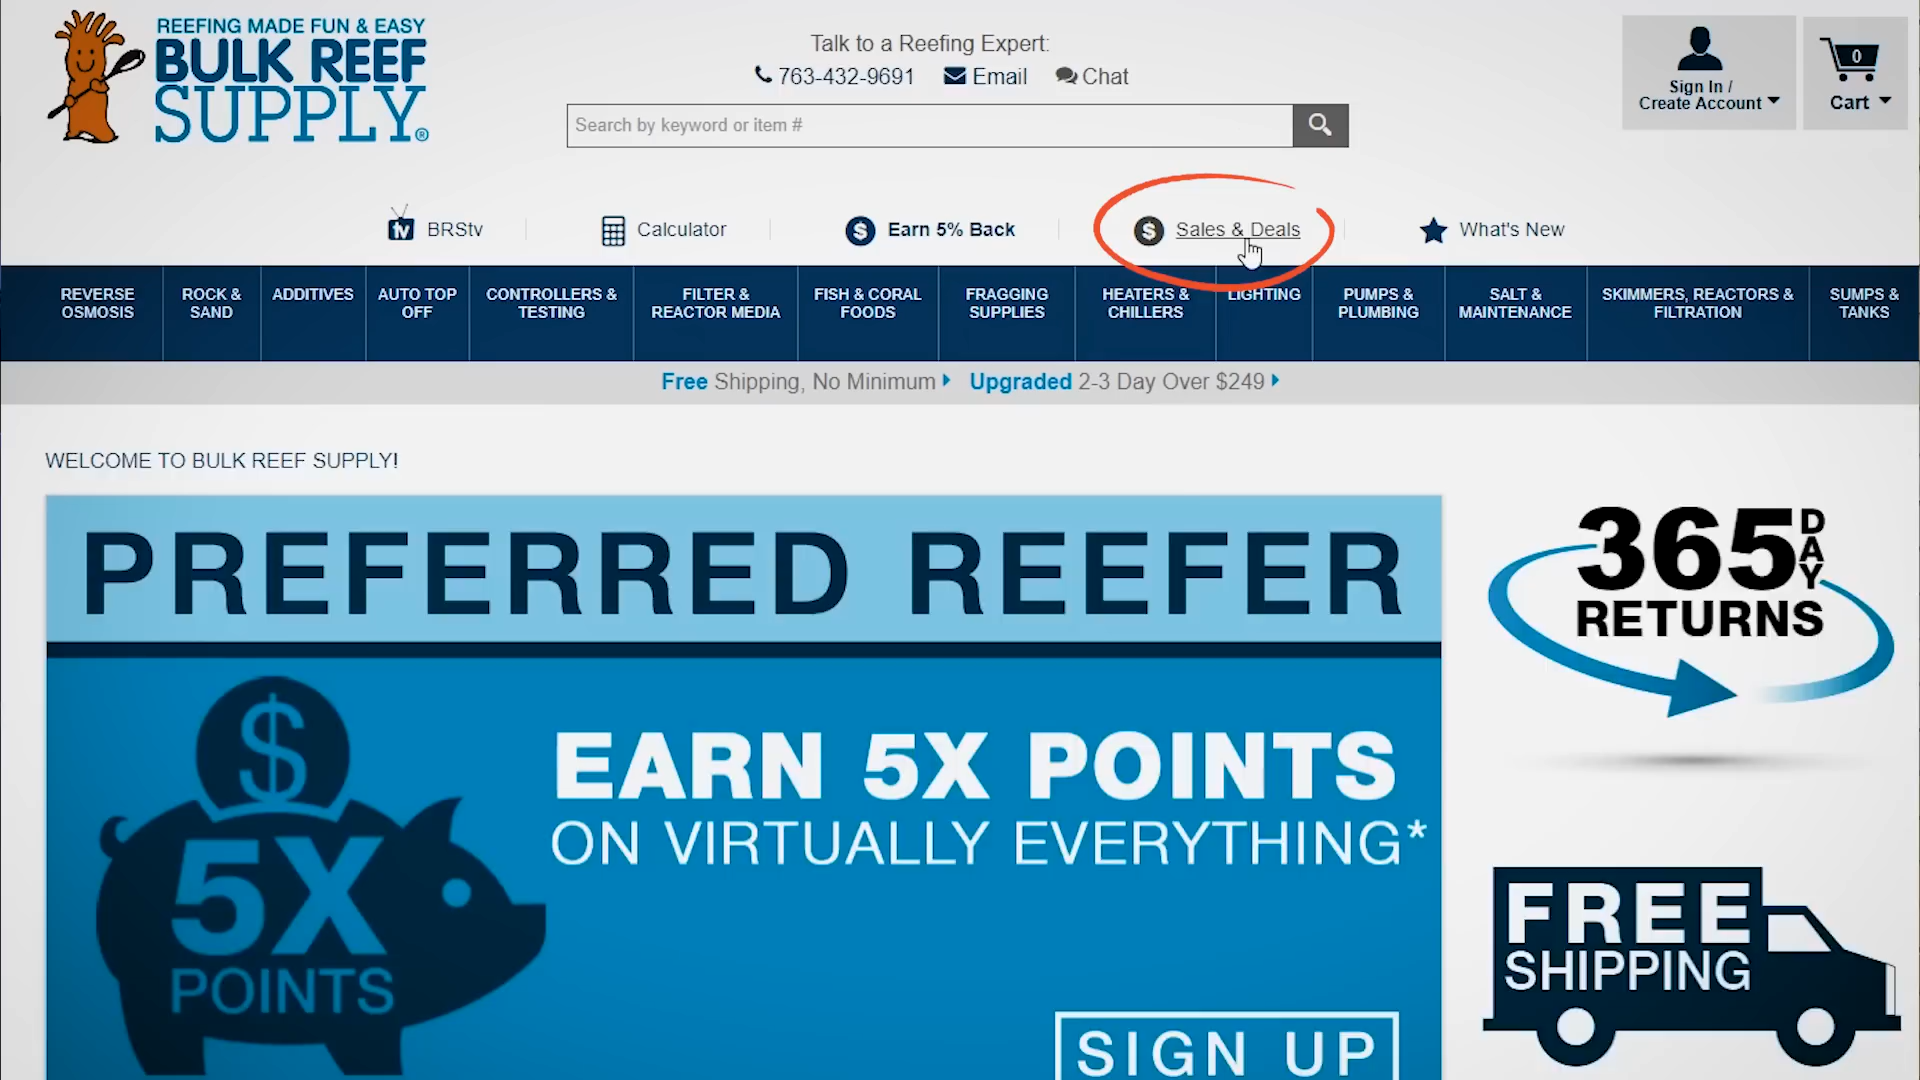 REEFING MADE FUN & EASY
BULK REEF
SUPPLY®
Talk to a Reefing Expert:
763-432-9691 Email Chat
Search by keyword or item #
Sign In /
Create Account
0
Cart
tv BRStv
Calculator
$ Earn 5% Back
$ Sales & Deals
What's New
REVERSE
OSMOSIS
ROCK &
SAND
ADDITIVES
AUTO TOP
OFF
CONTROLLERS &
TESTING
FILTER &
REACTOR MEDIA
FISH & CORAL
FOODS
FRAGGING
SUPPLIES
HEATERS &
CHILLERS
LIGHTING
PUMPS &
PLUMBING
SALT &
MAINTENANCE
SKIMMERS, REACTORS &
FILTRATION
SUMPS &
TANKS
Free Shipping, No Minimum Upgraded 2-3 Day Over $249
WELCOME TO BULK REEF SUPPLY!
PREFERRED REEFER
$
5X
POINTS
EARN 5X POINTS
ON VIRTUALLY EVERYTHING*
SIGN UP
365 DAY
RETURNS
FREE
SHIPPING